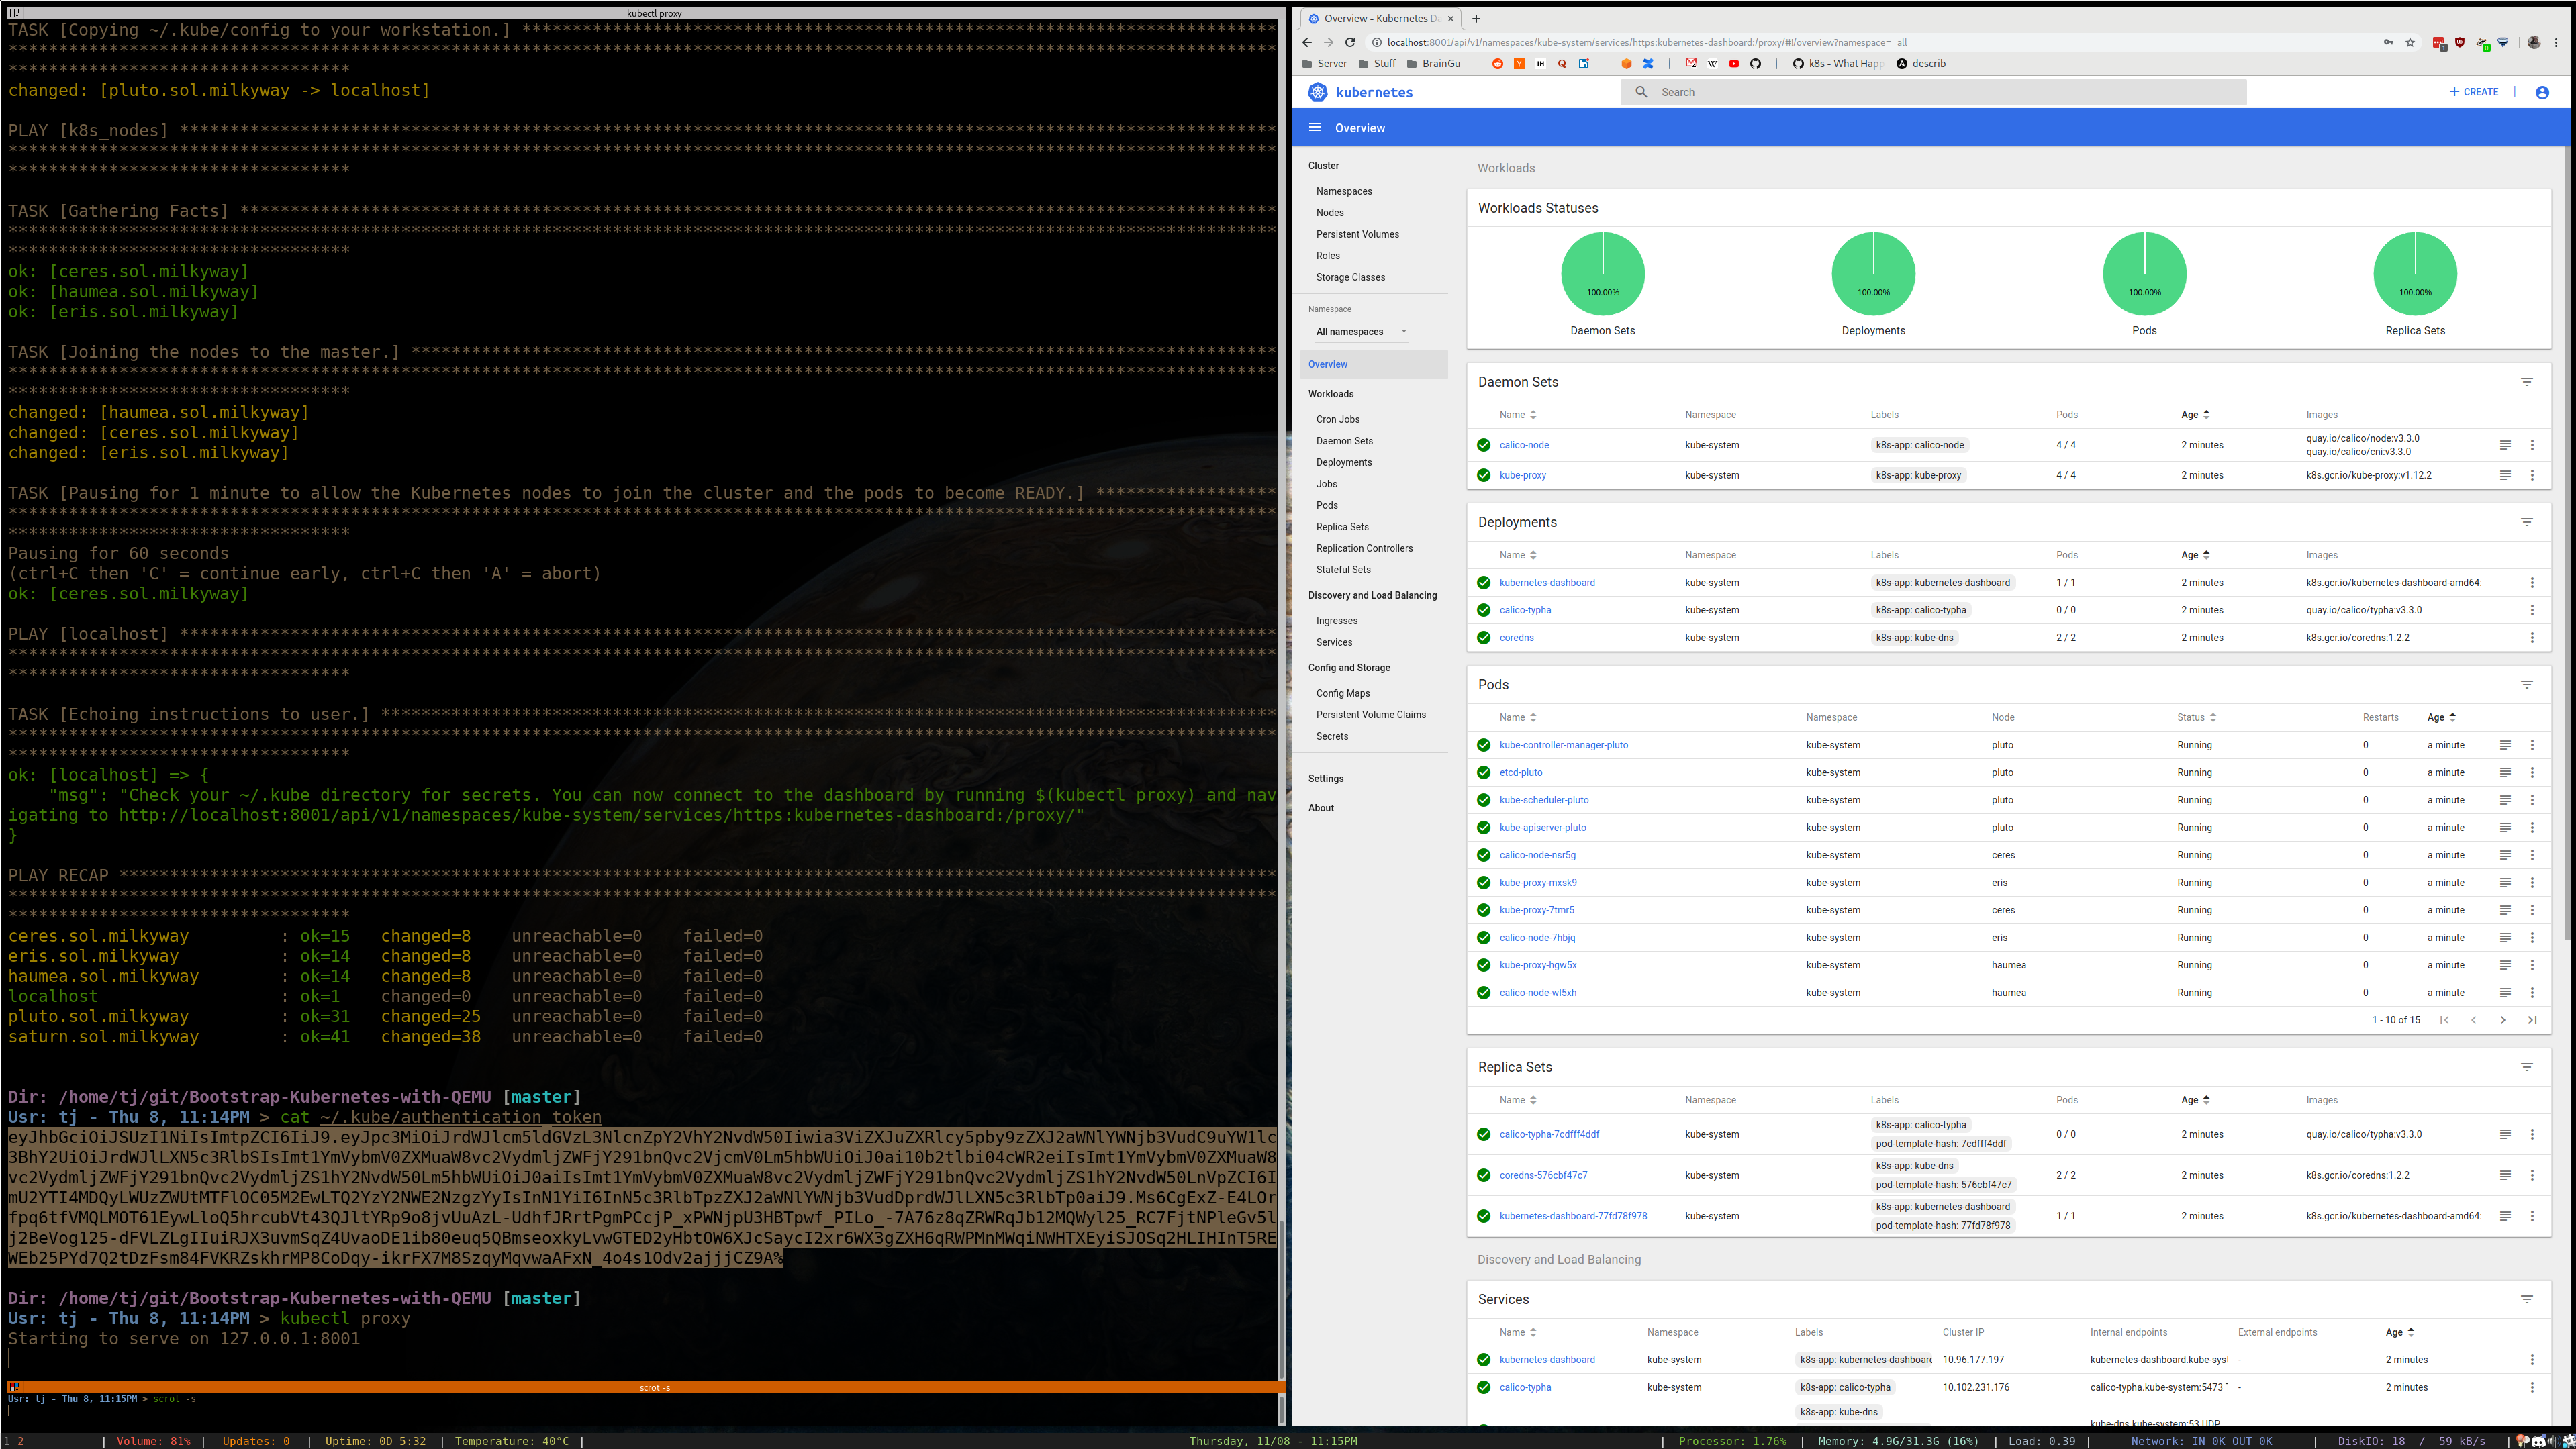 kubectl proxy
TASK [Copying ~/.kube/config to your workstation.]
changed: [pluto.sol.milkyway -> localhost]
PLAY [k8s_nodes]
TASK [Gathering Facts]
ok: [ceres.sol.milkyway]
ok: [haumea.sol.milkyway]
ok: [eris.sol.milkyway]
TASK [Joining the nodes to the master.]
changed: [haumea.sol.milkyway]
changed: [ceres.sol.milkyway]
changed: [eris.sol.milkyway]
TASK [Pausing for 1 minute to allow the Kubernetes nodes to join the cluster and the pods to become READY.]
Pausing for 60 seconds
(ctrl+C then 'C' = continue early, ctrl+C then 'A' = abort)
ok: [ceres.sol.milkyway]
PLAY [localhost]
TASK [Echoing instructions to user.]
ok: [localhost] => {
"msg": "Check your ~/.kube directory for secrets. You can now connect to the dashboard by running $(kubectl proxy) and nav
igating to http://localhost:8001/api/v1/namespaces/kube-system/services/https:kubernetes-dashboard:/proxy/"
}
PLAY RECAP
ceres.sol.milkyway : ok=15 changed=8 unreachable=0 failed=0
eris.sol.milkyway : ok=14 changed=8 unreachable=0 failed=0
haumea.sol.milkyway : ok=14 changed=8 unreachable=0 failed=0
localhost : ok=1 changed=0 unreachable=0 failed=0
pluto.sol.milkyway : ok=31 changed=25 unreachable=0 failed=0
saturn.sol.milkyway : ok=41 changed=38 unreachable=0 failed=0
Dir: /home/tj/git/Bootstrap-Kubernetes-with-QEMU [master]
Usr: tj - Thu 8, 11:14PM > cat ~/.kube/authentication_token
Dir: /home/tj/git/Bootstrap-Kubernetes-with-QEMU [master]
Usr: tj - Thu 8, 11:14PM > kubectl proxy
Starting to serve on 127.0.0.1:8001
scrot -s
Usr: tj - Thu 8, 11:15PM > scrot -s
Overview - Kubernetes Da
localhost:8001/api/v1/namespaces/kube-system/services/https:kubernetes-dashboard:/proxy/#!/overview?namespace=_all
Server Stuff BrainGu | | | k8s - What Happ describ
kubernetes
Search
+ CREATE |
Overview
Cluster
Namespaces
Nodes
Persistent Volumes
Roles
Storage Classes
Namespace
All namespaces
Overview
Workloads
Cron Jobs
Daemon Sets
Deployments
Jobs
Pods
Replica Sets
Replication Controllers
Stateful Sets
Discovery and Load Balancing
Ingresses
Services
Config and Storage
Config Maps
Persistent Volume Claims
Secrets
Settings
About
Workloads
Workloads Statuses
100.00% 100.00% 100.00% 100.00%
Daemon Sets Deployments Pods Replica Sets
Daemon Sets
Name Namespace Labels Pods Age Images
calico-node kube-system k8s-app: calico-node 4 / 4 2 minutes quay.io/calico/node:v3.3.0
quay.io/calico/cni:v3.3.0
kube-proxy kube-system k8s-app: kube-proxy 4 / 4 2 minutes k8s.gcr.io/kube-proxy:v1.12.2
Deployments
Name Namespace Labels Pods Age Images
kubernetes-dashboard kube-system k8s-app: kubernetes-dashboard 1 / 1 2 minutes k8s.gcr.io/kubernetes-dashboard-amd64:
calico-typha kube-system k8s-app: calico-typha 0 / 0 2 minutes quay.io/calico/typha:v3.3.0
coredns kube-system k8s-app: kube-dns 2 / 2 2 minutes k8s.gcr.io/coredns:1.2.2
Pods
Name Namespace Node Status Restarts Age
kube-controller-manager-pluto kube-system pluto Running 0 a minute
etcd-pluto kube-system pluto Running 0 a minute
kube-scheduler-pluto kube-system pluto Running 0 a minute
kube-apiserver-pluto kube-system pluto Running 0 a minute
calico-node-nsr5g kube-system ceres Running 0 a minute
kube-proxy-mxsk9 kube-system eris Running 0 a minute
kube-proxy-7tmr5 kube-system ceres Running 0 a minute
calico-node-7hbjq kube-system eris Running 0 a minute
kube-proxy-hgw5x kube-system haumea Running 0 a minute
calico-node-wl5xh kube-system haumea Running 0 a minute
1 - 10 of 15
Replica Sets
Name Namespace Labels Pods Age Images
k8s-app: calico-typha
calico-typha-7cdfff4ddf kube-system pod-template-hash: 7cdfff4ddf 0 / 0 2 minutes quay.io/calico/typha:v3.3.0
k8s-app: kube-dns
coredns-576cbf47c7 kube-system pod-template-hash: 576cbf47c7 2 / 2 2 minutes k8s.gcr.io/coredns:1.2.2
k8s-app: kubernetes-dashboard
kubernetes-dashboard-77fd78f978 kube-system pod-template-hash: 77fd78f978 1 / 1 2 minutes k8s.gcr.io/kubernetes-dashboard-amd64:
Discovery and Load Balancing
Services
Name Namespace Labels Cluster IP Internal endpoints External endpoints Age
kubernetes-dashboard kube-system k8s-app: kubernetes-dashboard 10.96.177.197 kubernetes-dashboard.kube-syst - 2 minutes
calico-typha kube-system k8s-app: calico-typha 10.102.231.176 calico-typha.kube-system:5473 - 2 minutes
k8s-app: kube-dns
kube-dns.kube-system:53 UDP
1 2 | Volume: 81% | Updates: 0 | Uptime: 0D 5:32 | Temperature: 40°C | Thursday, 11/08 - 11:15PM | Processor: 1.76% | Memory: 4.9G/31.3G (16%) | Load: 0.39 | Network: IN 0K OUT 0K | DiskIO: 18 / 59 kB/s |